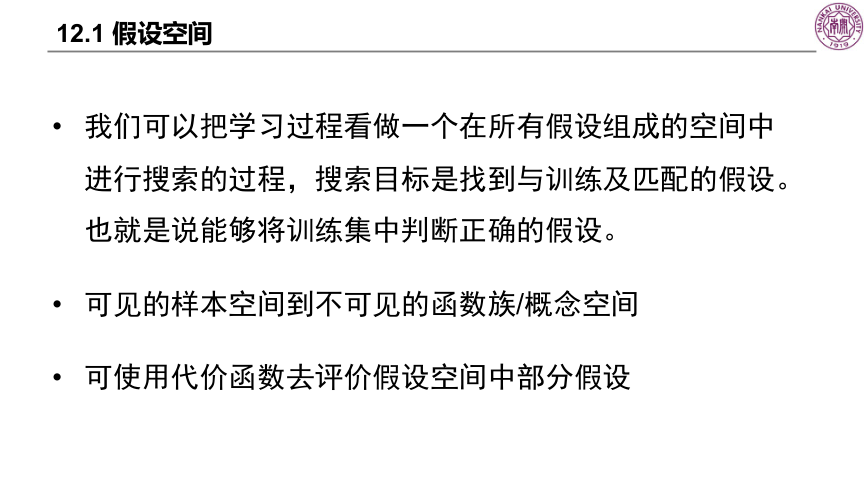 12.1 假设空间
NANKAI UNIVERSITY
南開
1919
• 我们可以把学习过程看做一个在所有假设组成的空间中
进行搜索的过程，搜索目标是找到与训练及匹配的假设。
也就是说能够将训练集中判断正确的假设。
• 可见的样本空间到不可见的函数族/概念空间
• 可使用代价函数去评价假设空间中部分假设